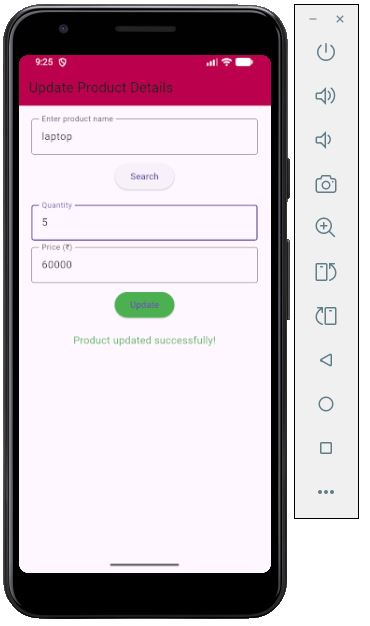 9:25
Update Product Details
Enter product name
laptop
Search
Quantity
5
Price (₹)
60000
Update
Product updated successfully!